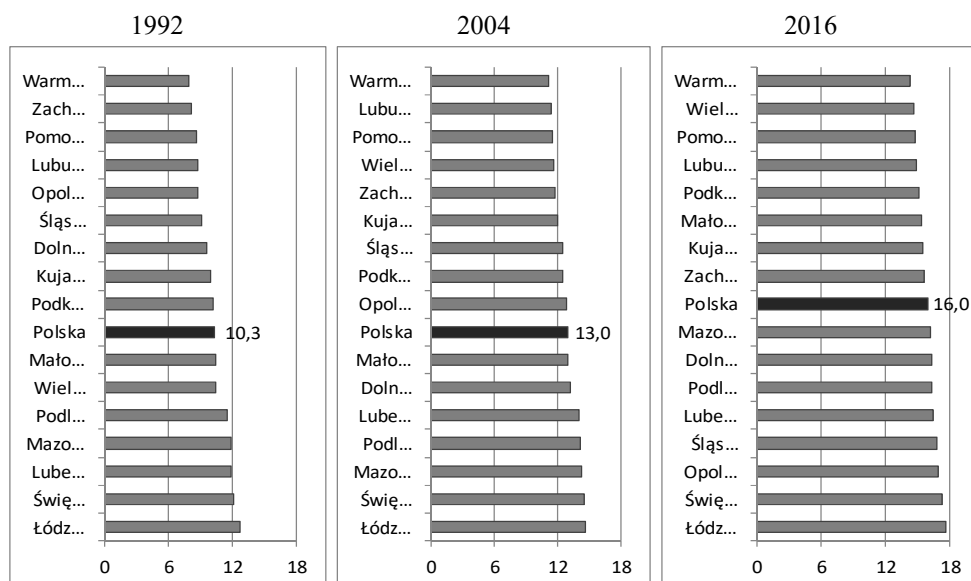 1992
2004
2016
Warm...
Zach...
Pomo...
Lubu...
Opol...
Śląs...
Doln...
Kuja...
Podk...
Polska
10,3
Mało...
Wiel...
Podl...
Mazo...
Lube...
Świę...
Łódz...
0
6
12
18
Warm...
Lubu...
Pomo...
Wiel...
Zach...
Kuja...
Śląs...
Podk...
Opol...
Polska
13,0
Mało...
Doln...
Lube...
Podl...
Mazo...
Świę...
Łódz...
0
6
12
18
Warm...
Wiel...
Pomo...
Lubu...
Podk...
Mało...
Kuja...
Zach...
Polska
16,0
Mazo...
Doln...
Podl...
Lube...
Śląs...
Opol...
Świę...
Łódz...
0
6
12
18